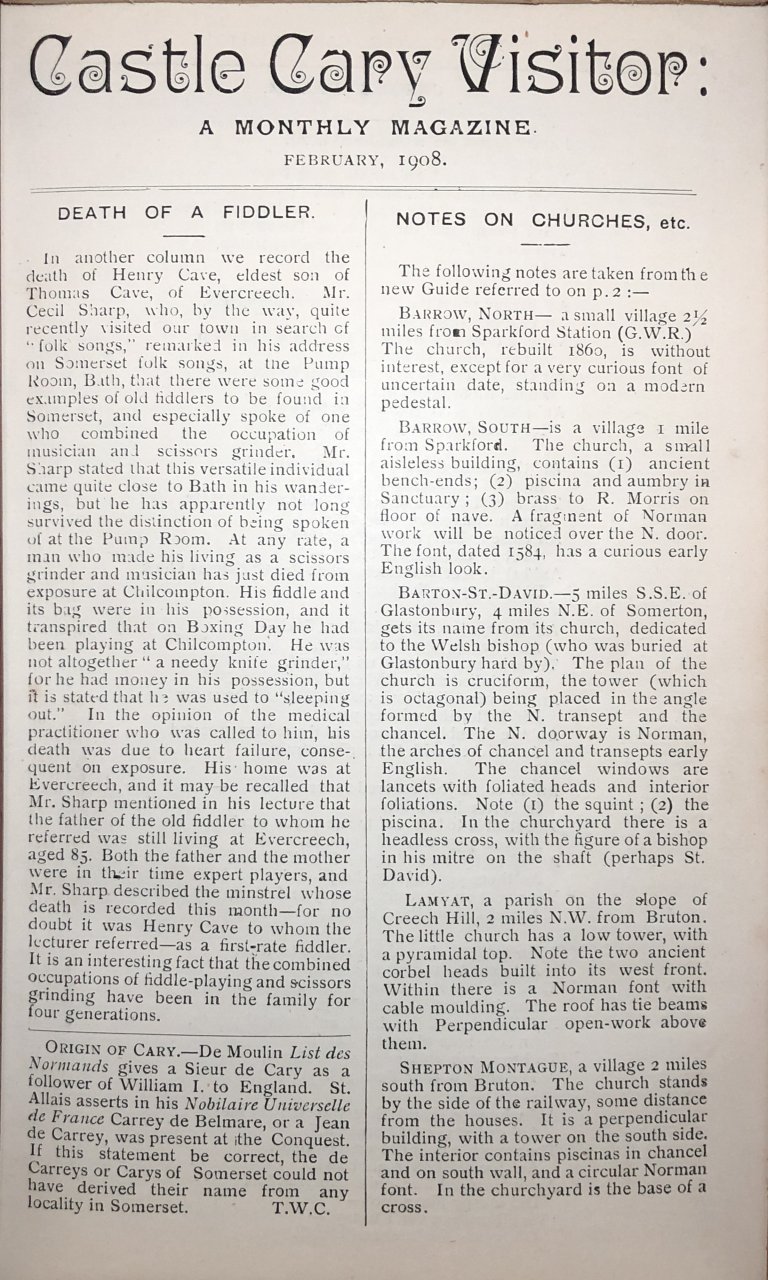 Castle Cary Visitor:
A MONTHLY MAGAZINE.
FEBRUARY, 1908.
DEATH OF A FIDDLER.
In another column we record the
death of Henry Cave, eldest son of
Thomas Cave, of Evercreech. Mr.
Cecil Sharp, who, by the way, quite
recently visited our town in search of
"folk songs," remarked in his address
on Somerset folk songs, at the Pump
Room, Bath, that there were some good
examples of old fiddlers to be found in
Somerset, and especially spoke of one
who combined the occupation of
musician and scissors grinder. Mr.
Sharp stated that this versatile individual
came quite close to Bath in his wander-
ings, but he has apparently not long
survived the distinction of being spoken
of at the Pump Room. At any rate, a
man who made his living as a scissors
grinder and musician has just died from
exposure at Chilcompton. His fiddle and
its bag were in his possession, and it
transpired that on Boxing Day he had
been playing at Chilcompton. He was
not altogether "a needy knife grinder,"
for he had money in his possession, but
it is stated that he was used to "sleeping
out." In the opinion of the medical
practitioner who was called to him, his
death was due to heart failure, conse-
quent on exposure. His home was at
Evercreech, and it may be recalled that
Mr. Sharp mentioned in his lecture that
the father of the old fiddler to whom he
referred was still living at Evercreech,
aged 85. Both the father and the mother
were in their time expert players, and
Mr. Sharp described the minstrel whose
death is recorded this month—for no
doubt it was Henry Cave to whom the
lecturer referred—as a first-rate fiddler.
It is an interesting fact that the combined
occupations of fiddle-playing and scissors
grinding have been in the family for
four generations.
ORIGIN OF CARY.—De Moulin List des
Normands gives a Sieur de Cary as a
follower of William I. to England. St.
Allais asserts in his Nobilaire Universelle
de France Carrey de Belmare, or a Jean
de Carrey, was present at the Conquest.
If this statement be correct, the de
Carreys or Carys of Somerset could not
have derived their name from any
locality in Somerset. T.W.C.
NOTES ON CHURCHES, etc.
The following notes are taken from the
new Guide referred to on p. 2 :—
BARROW, NORTH— a small village 2½
miles from Sparkford Station (G.W.R.)
The church, rebuilt 1860, is without
interest, except for a very curious font of
uncertain date, standing on a modern
pedestal.
BARROW, SOUTH—is a village 1 mile
from Sparkford. The church, a small
aisleless building, contains (1) ancient
bench-ends; (2) piscina and aumbry in
Sanctuary; (3) brass to R. Morris on
floor of nave. A fragment of Norman
work will be noticed over the N. door.
The font, dated 1584, has a curious early
English look.
BARTON-ST.-DAVID.—5 miles S.S.E. of
Glastonbury, 4 miles N.E. of Somerton,
gets its name from its church, dedicated
to the Welsh bishop (who was buried at
Glastonbury hard by). The plan of the
church is cruciform, the tower (which
is octagonal) being placed in the angle
formed by the N. transept and the
chancel. The N. doorway is Norman,
the arches of chancel and transepts early
English. The chancel windows are
lancets with foliated heads and interior
foliations. Note (1) the squint; (2) the
piscina. In the churchyard there is a
headless cross, with the figure of a bishop
in his mitre on the shaft (perhaps St.
David).
LAMYAT, a parish on the slope of
Creech Hill, 2 miles N.W. from Bruton.
The little church has a low tower, with
a pyramidal top. Note the two ancient
corbel heads built into its west front.
Within there is a Norman font with
cable moulding. The roof has tie beams
with Perpendicular open-work above
them.
SHEPTON MONTAGUE, a village 2 miles
south from Bruton. The church stands
by the side of the railway, some distance
from the houses. It is a perpendicular
building, with a tower on the south side.
The interior contains piscinas in chancel
and on south wall, and a circular Norman
font. In the churchyard is the base of a
cross.